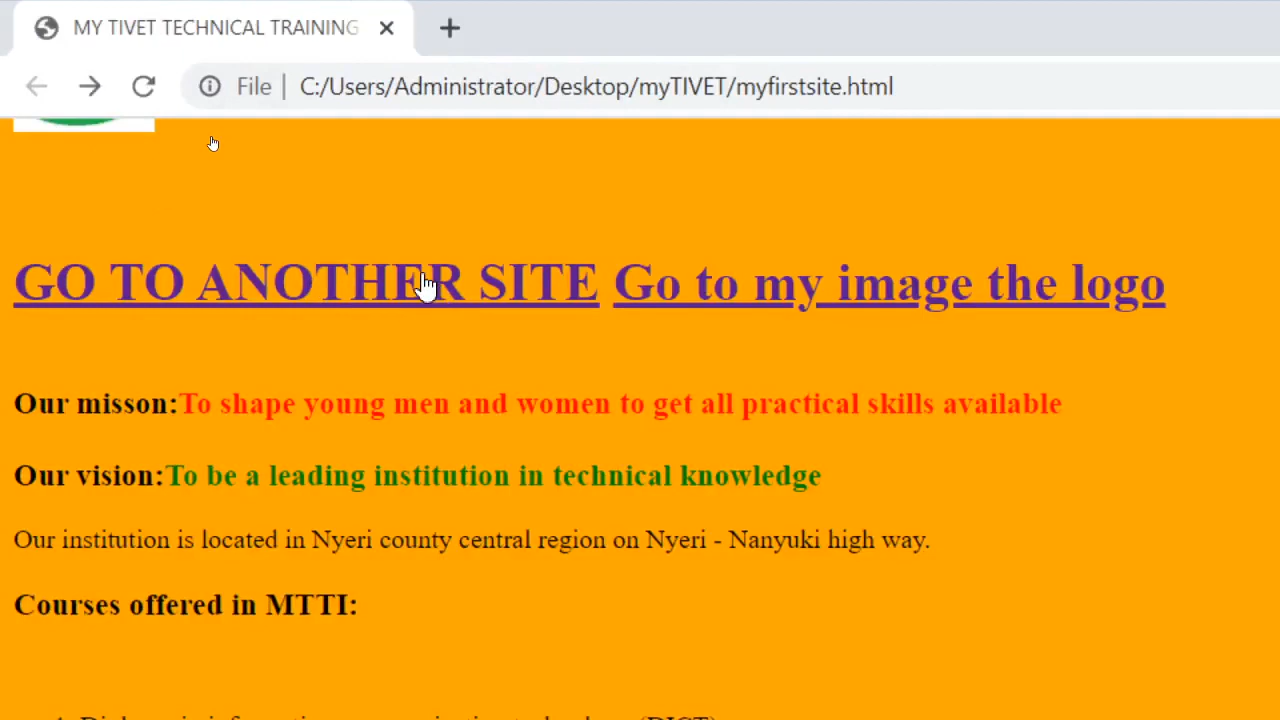 MY TIVET TECHNICAL TRAINING
File C:/Users/Administrator/Desktop/myTIVET/myfirstsite.html
GO TO ANOTHER SITE Go to my image the logo
Our misson:To shape young men and women to get all practical skills available
Our vision:To be a leading institution in technical knowledge
Our institution is located in Nyeri county central region on Nyeri - Nanyuki high way.
Courses offered in MTTI: